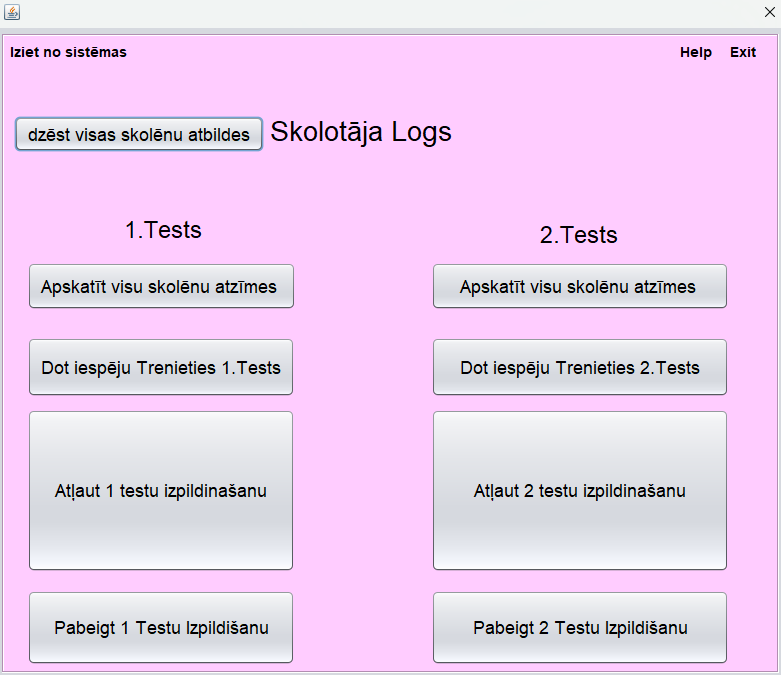 Iziet no sistēmas
Help
Exit
dzēst visas skolēnu atbildes
Skolotāja Logs
1.Tests
2.Tests
Apskatīt visu skolēnu atzīmes
Apskatīt visu skolēnu atzīmes
Dot iespēju Trenieties 1.Tests
Dot iespēju Trenieties 2.Tests
Atļaut 1 testu izpildinašanu
Atļaut 2 testu izpildinašanu
Pabeigt 1 Testu Izpildišanu
Pabeigt 2 Testu Izpildišanu